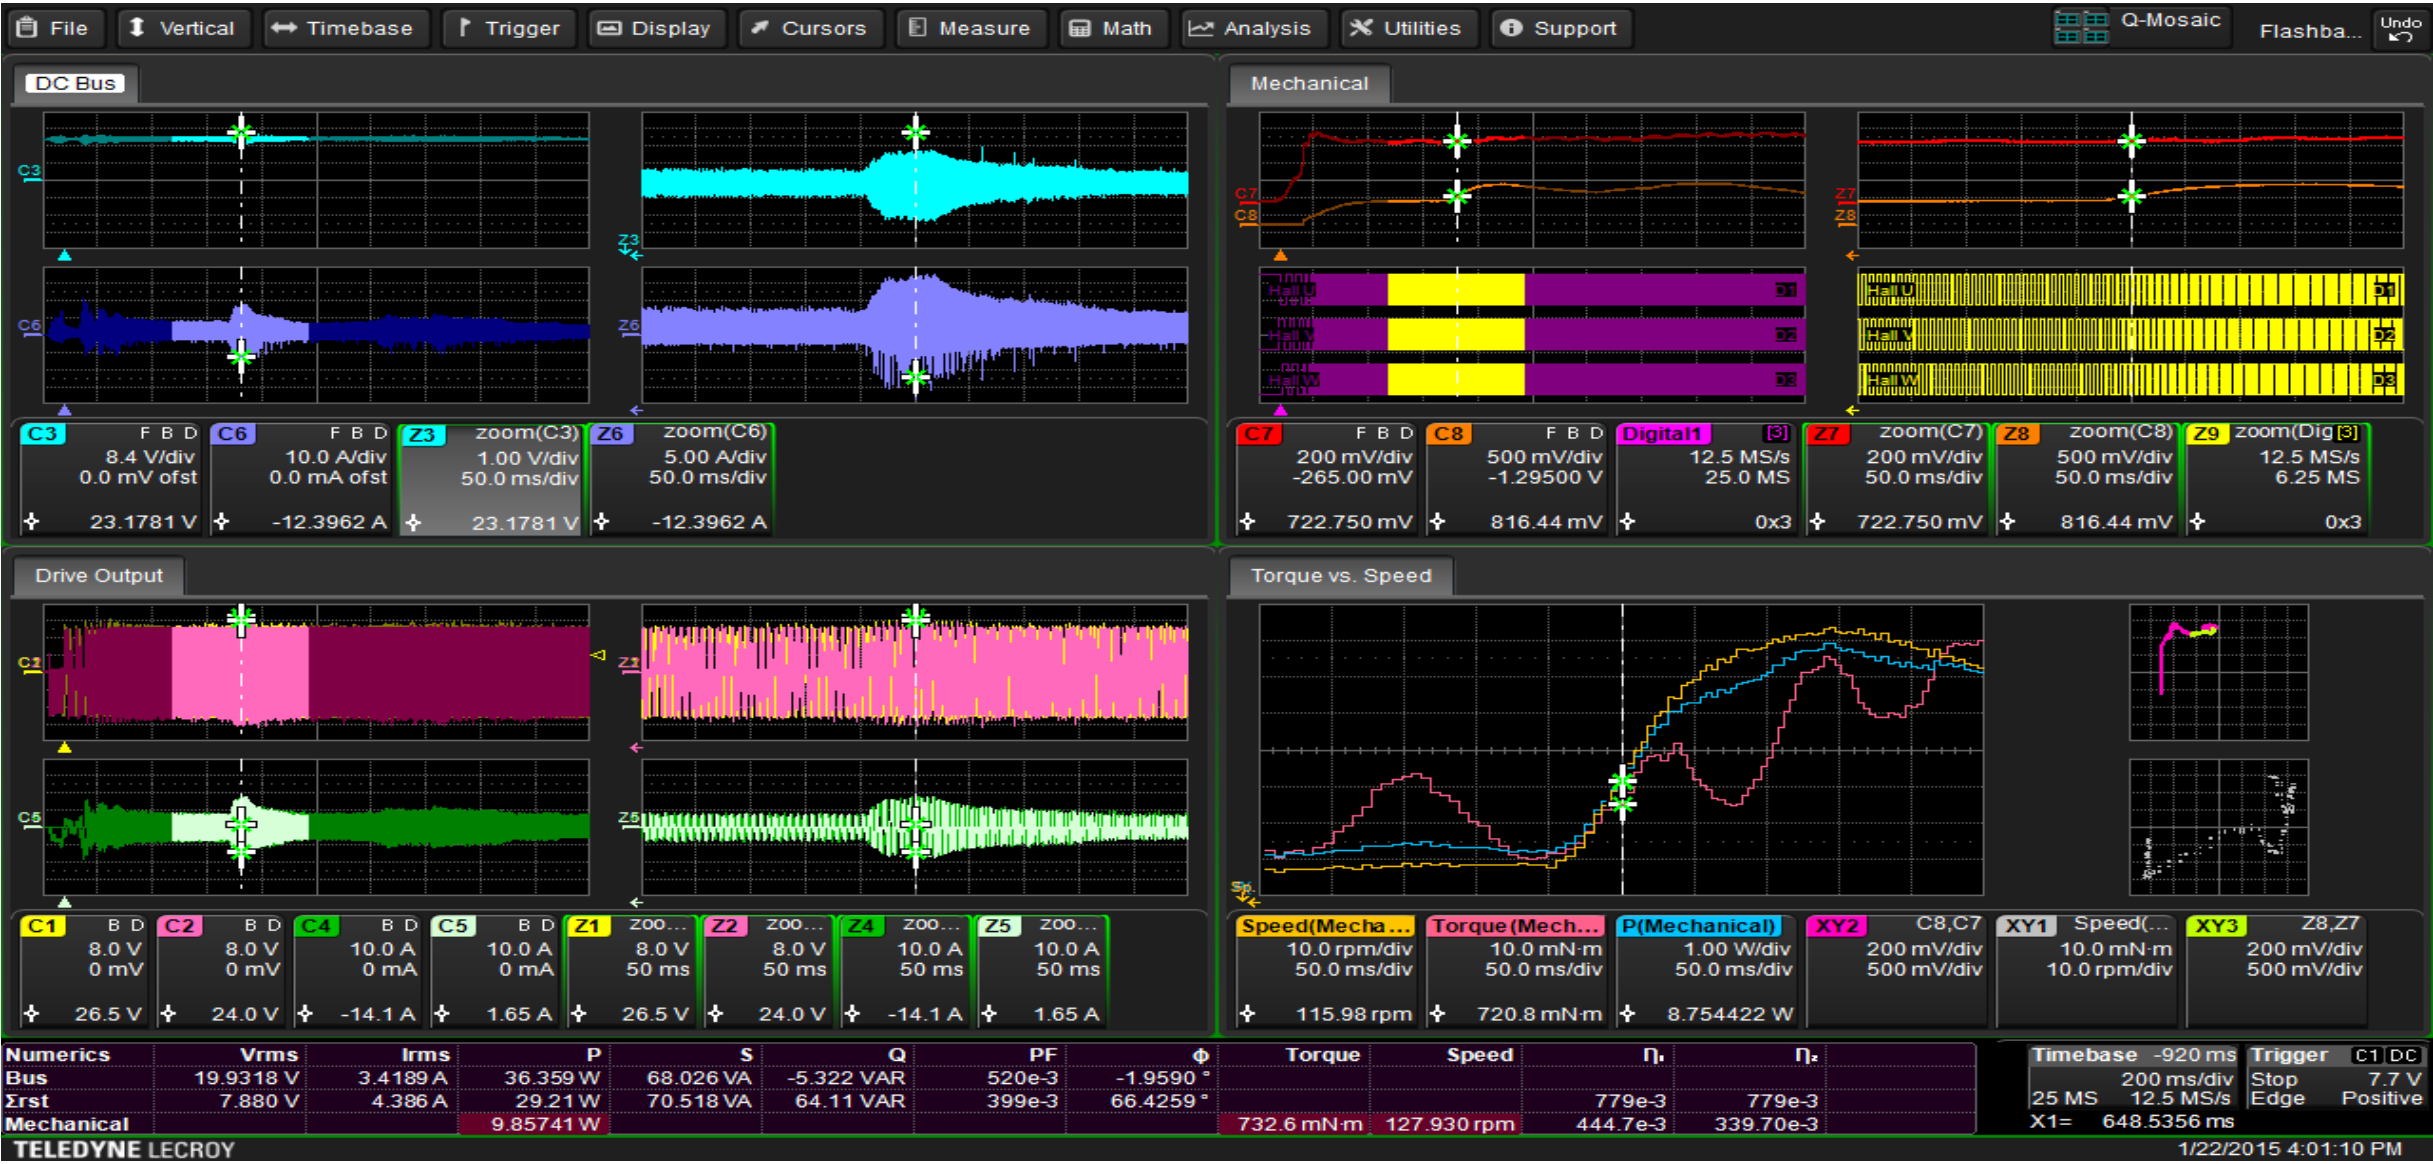 File Vertical Timebase Trigger Display Cursors Measure Math Analysis Utilities Support Q-Mosaic Flashba... Undo
DC Bus
C3
Z3
C6
Z6
C3 F B D
8.4 V/div
0.0 mV ofst
23.1781 V
C6 F B D
10.0 A/div
0.0 mA ofst
-12.3962 A
Z3 zoom(C3)
1.00 V/div
50.0 ms/div
23.1781 V
Z6 zoom(C6)
5.00 A/div
50.0 ms/div
-12.3962 A
Mechanical
C7
C8
Z7
Z8
Hall U D1
Hall V D2
Hall W D3
Hall U D1
Hall V D2
Hall W D3
C7 F B D
200 mV/div
-265.00 mV
722.750 mV
C8 F B D
500 mV/div
-1.29500 V
816.44 mV
Digital1 [3]
12.5 MS/s
25.0 MS
0x3
Z7 zoom(C7)
200 mV/div
50.0 ms/div
722.750 mV
Z8 zoom(C8)
500 mV/div
50.0 ms/div
816.44 mV
Z9 zoom(Dig[3]
12.5 MS/s
6.25 MS
0x3
Drive Output
C1 B D
8.0 V
0 mV
26.5 V
C2 B D
8.0 V
0 mV
24.0 V
C4 B D
10.0 A
0 mA
-14.1 A
C5 B D
10.0 A
0 mA
1.65 A
Z1 zoo...
8.0 V
50 ms
26.5 V
Z2 zoo...
8.0 V
50 ms
24.0 V
Z4 zoo...
10.0 A
50 ms
-14.1 A
Z5 zoo...
10.0 A
50 ms
1.65 A
Torque vs. Speed
Speed(Mecha...
10.0 rpm/div
50.0 ms/div
115.98 rpm
Torque(Mech...
10.0 mN·m
50.0 ms/div
720.8 mN·m
P(Mechanical)
1.00 W/div
50.0 ms/div
8.754422 W
XY2 C8,C7
200 mV/div
500 mV/div
XY1 Speed(...
10.0 mN·m
10.0 rpm/div
XY3 Z8,Z7
200 mV/div
500 mV/div
Numerics Vrms Irms P S Q PF Φ Torque Speed η₁ η₂
Bus 19.9318 V 3.4189 A 36.359 W 68.026 VA -5.322 VAR 520e-3 -1.9590 °
Σrst 7.880 V 4.386 A 29.21 W 70.518 VA 64.11 VAR 399e-3 66.4259 ° 779e-3 779e-3
Mechanical 9.85741 W 732.6 mN·m 127.930 rpm 444.7e-3 339.70e-3
Timebase -920 ms
200 ms/div
25 MS 12.5 MS/s
Trigger C1 DC
Stop 7.7 V
Edge Positive
X1= 648.5356 ms
TELEDYNE LECROY
1/22/2015 4:01:10 PM